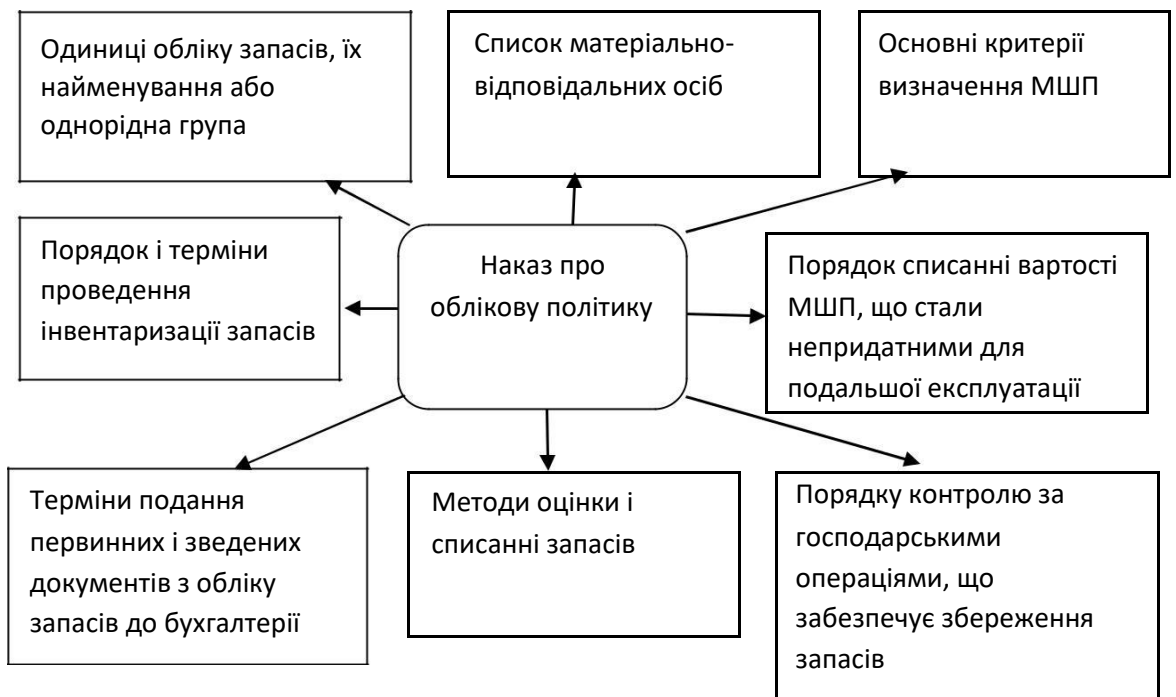 Одиниці обліку запасів, їх
найменування або
однорідна група
Список матеріально-
відповідальних осіб
Основні критерії
визначення МШП
Порядок і терміни
проведення
інвентаризації запасів
Наказ про
облікову політику
Порядок списанні вартості
МШП, що стали
непридатними для
подальшої експлуатації
Терміни подання
первинних і зведених
документів з обліку
запасів до бухгалтерії
Методи оцінки і
списанні запасів
Порядку контролю за
господарськими
операціями, що
забезпечує збереження
запасів